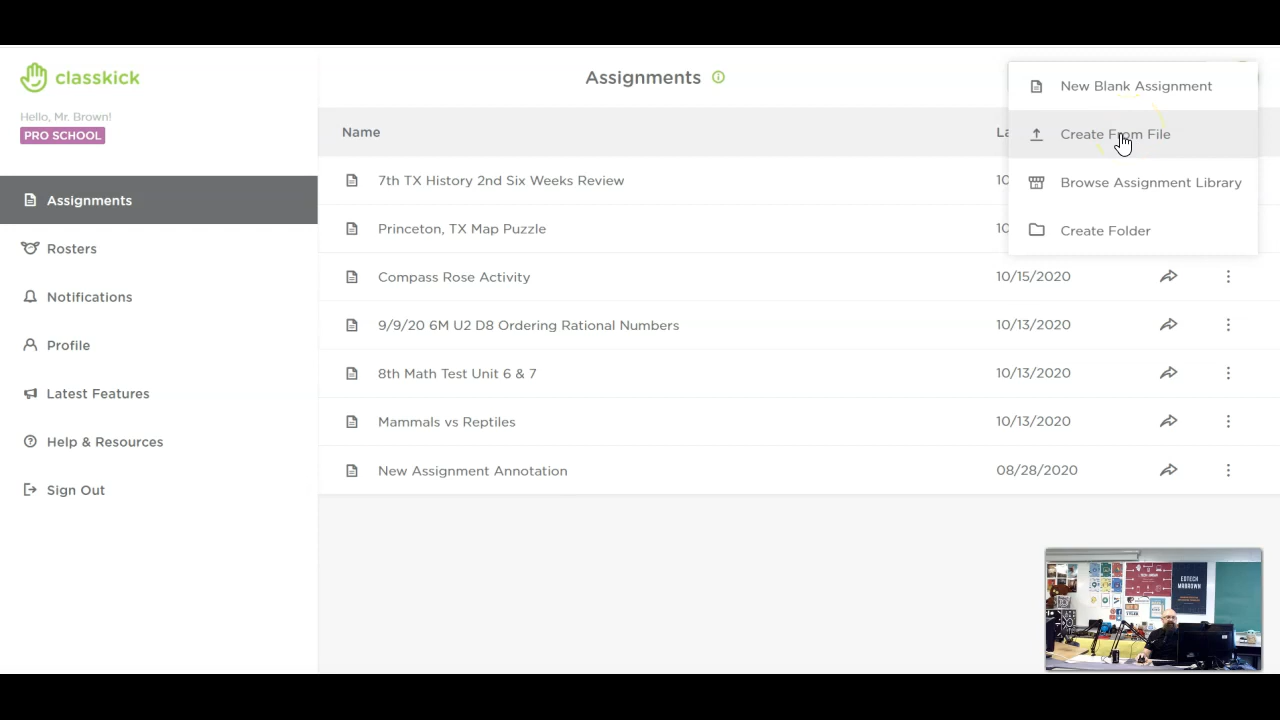 classkick
Hello, Mr. Brown!
PRO SCHOOL
Assignments
Rosters
Notifications
Profile
Latest Features
Help & Resources
Sign Out
Assignments
Name
7th TX History 2nd Six Weeks Review
Princeton, TX Map Puzzle
Compass Rose Activity 10/15/2020
9/9/20 6M U2 D8 Ordering Rational Numbers 10/13/2020
8th Math Test Unit 6 & 7 10/13/2020
Mammals vs Reptiles 10/13/2020
New Assignment Annotation 08/28/2020
New Blank Assignment
Create From File
Browse Assignment Library
Create Folder
EDTECH
MRBROWN